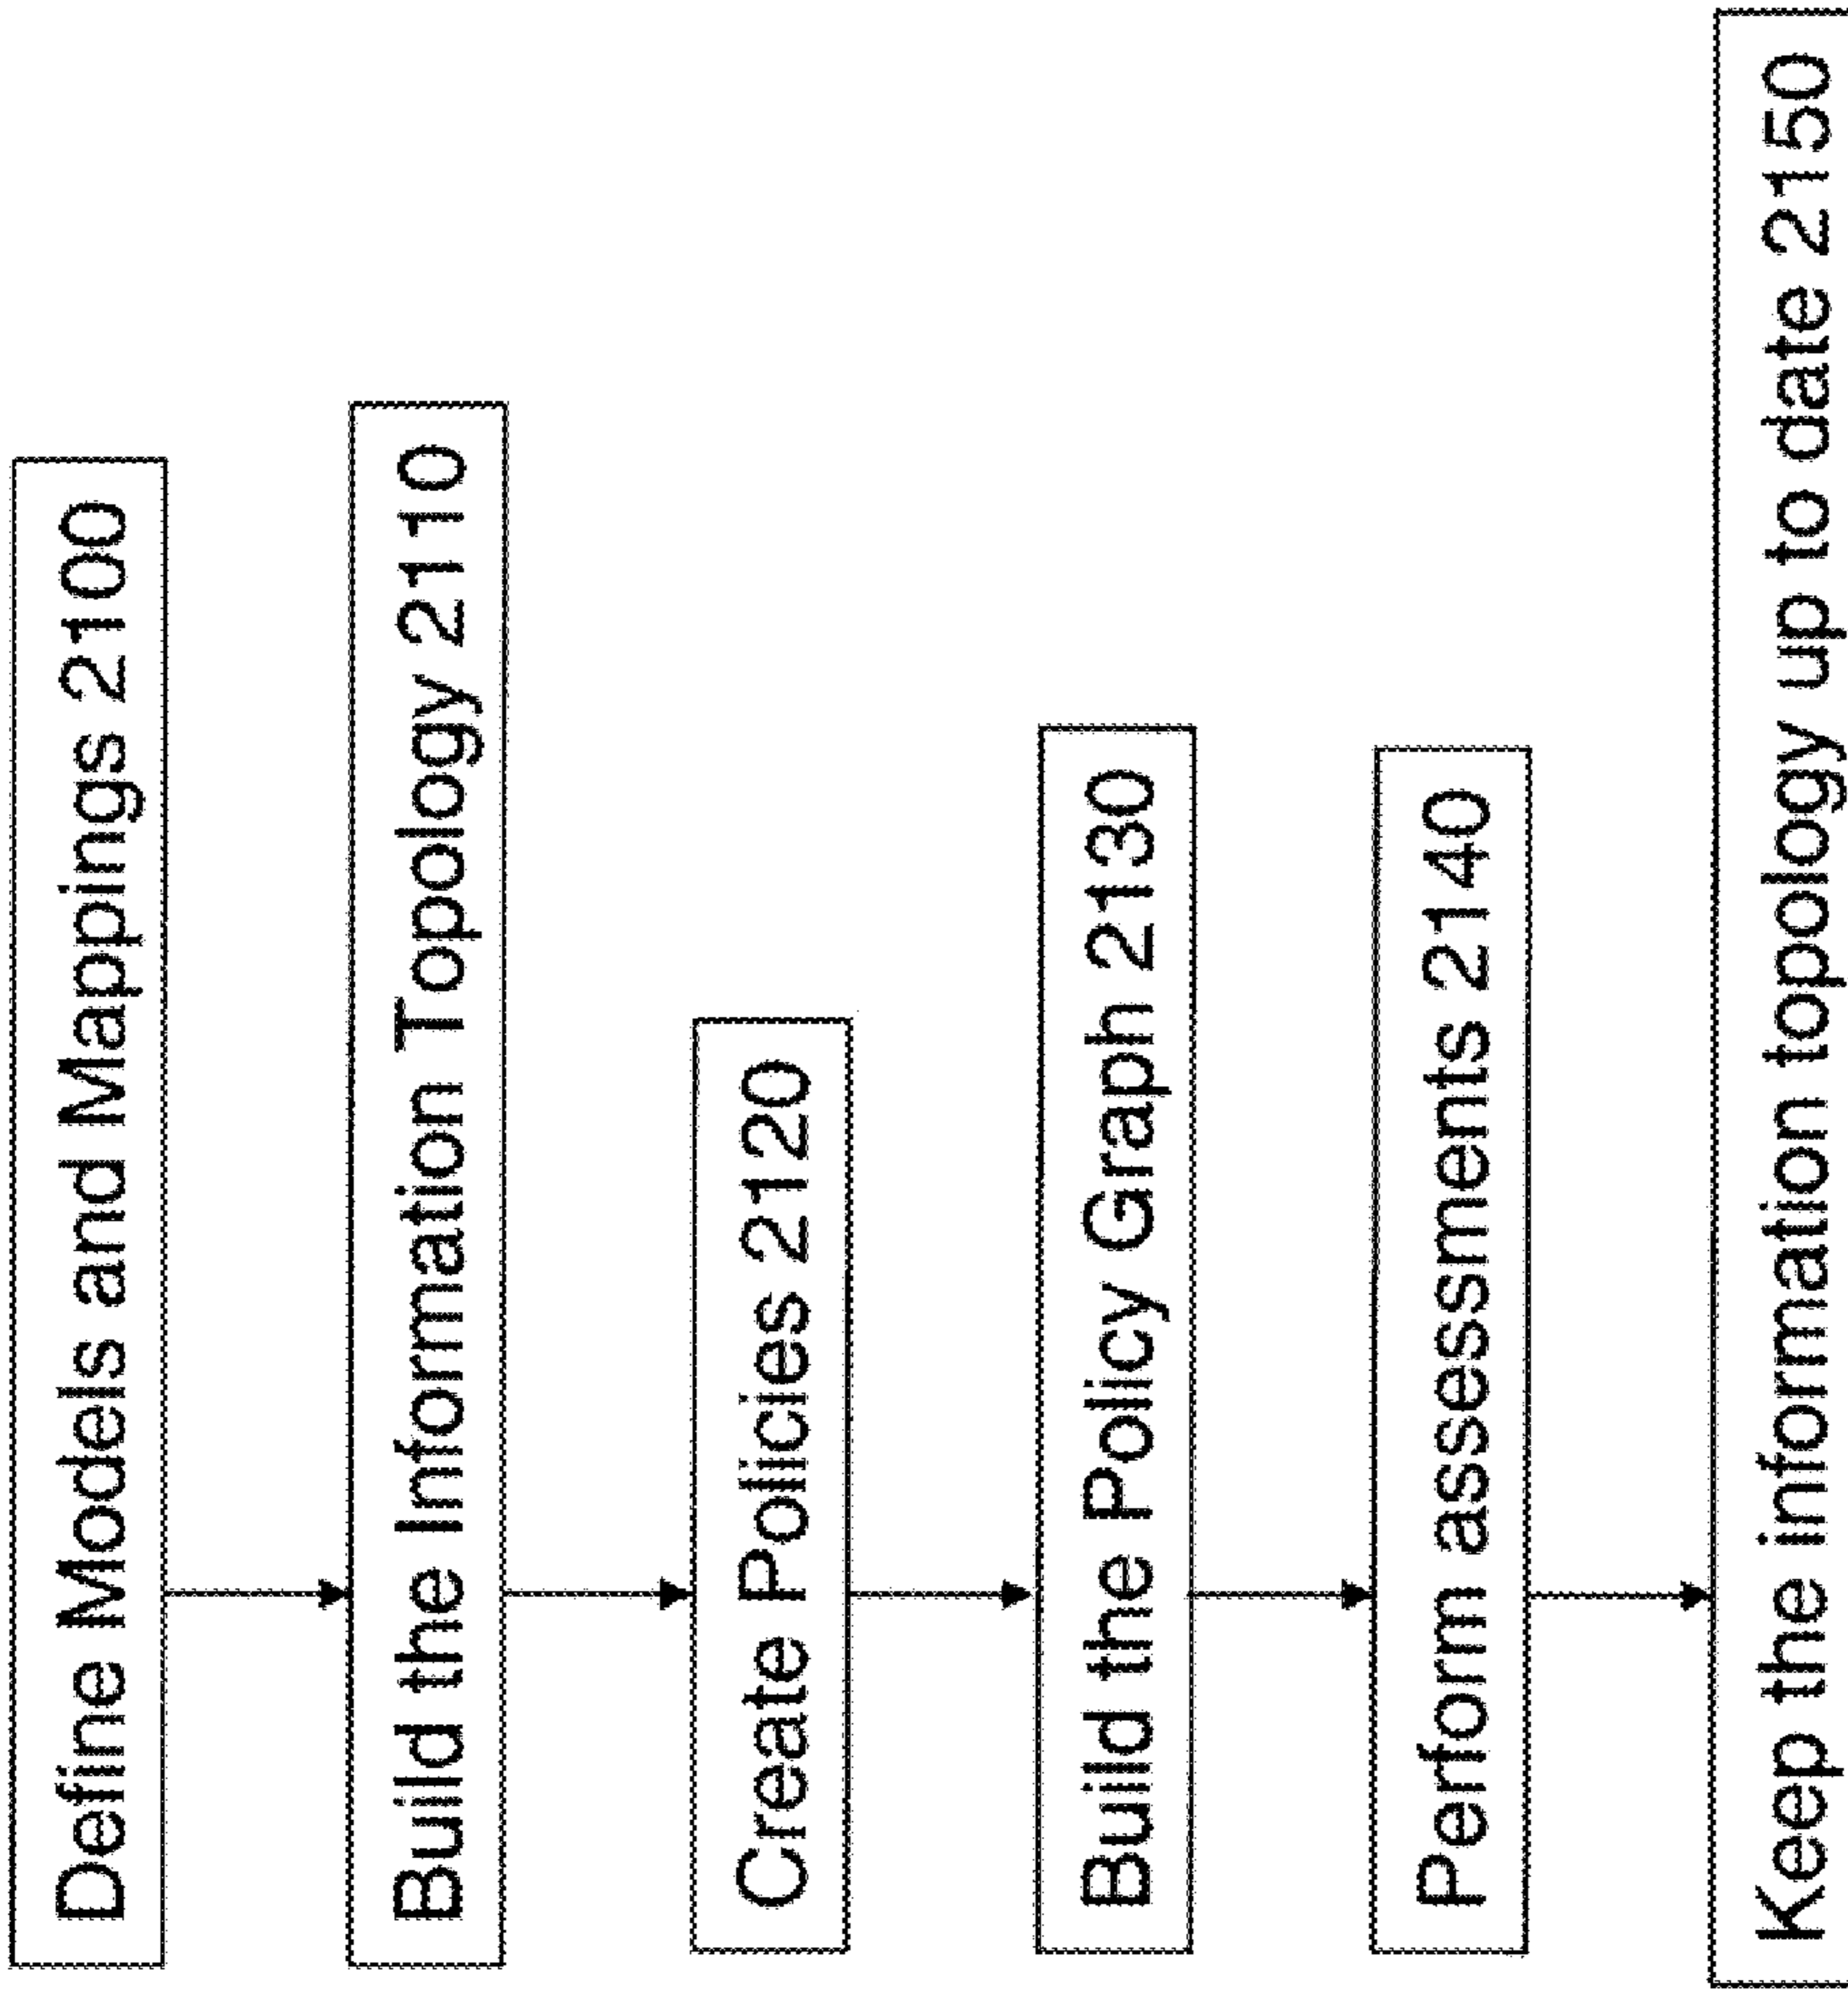 Define Models and Mappings 2100
Build the Information Topology 2110
Create Policies 2120
Build the Policy Graph 2130
Perform assessments 2140
Keep the information topology up to date 2150